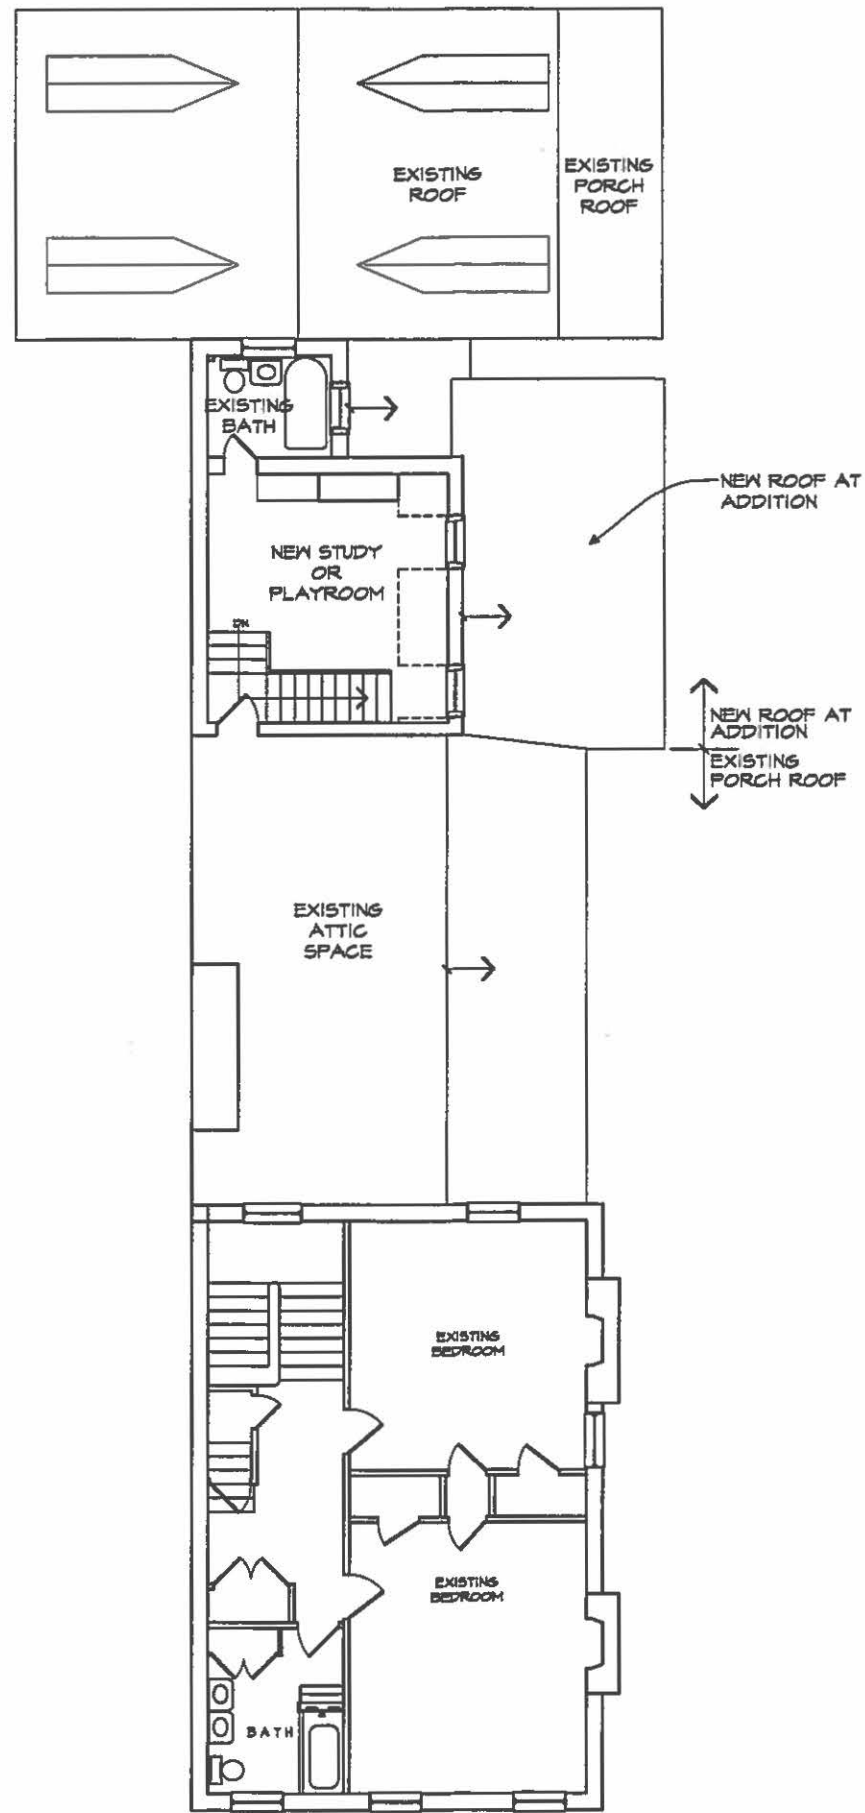 EXISTING
ROOF
EXISTING
PORCH
ROOF
EXISTING
BATH
NEW ROOF AT
ADDITION
NEW STUDY
OR
PLAYROOM
DN
NEW ROOF AT
ADDITION
EXISTING
PORCH ROOF
EXISTING
ATTIC
SPACE
EXISTING
BEDROOM
EXISTING
BEDROOM
BATH